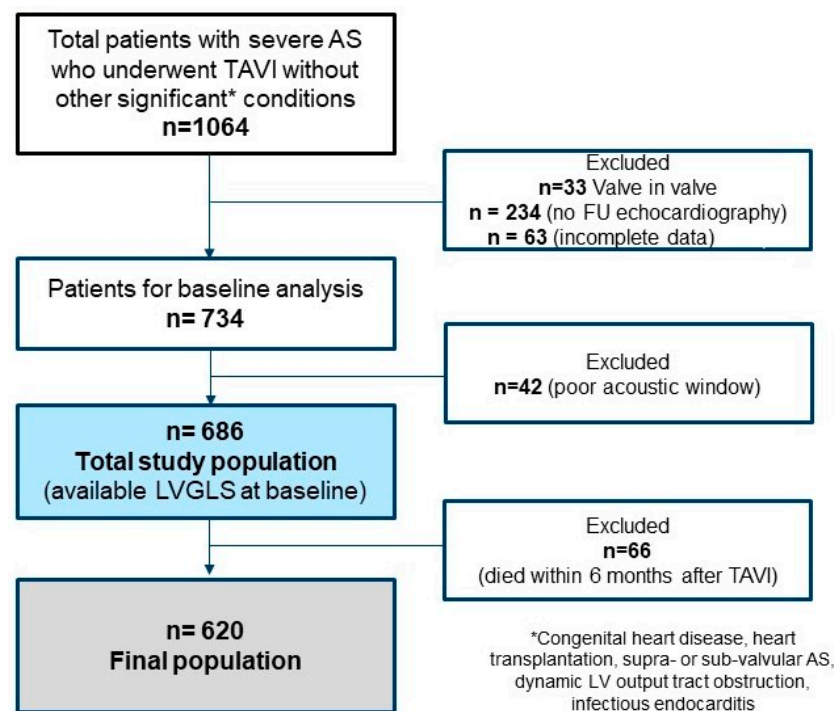 Total patients with severe AS
who underwent TAVI without
other significant* conditions
n=1064
Excluded
n=33 Valve in valve
n = 234 (no FU echocardiography)
n = 63 (incomplete data)
Patients for baseline analysis
n= 734
Excluded
n=42 (poor acoustic window)
n= 686
Total study population
(available LVGLS at baseline)
Excluded
n=66
(died within 6 months after TAVI)
n= 620
Final population
*Congenital heart disease, heart
transplantation, supra- or sub-valvular AS,
dynamic LV output tract obstruction,
infectious endocarditis